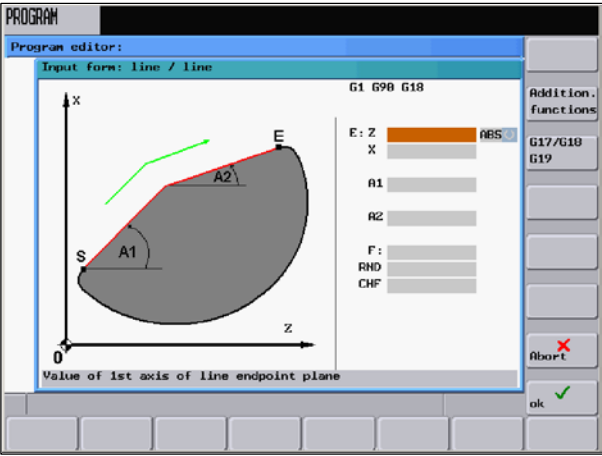 PROGRAM
Program editor:
Input form: line / line
G1 G90 G18
X
E
A2
S
A1
Z
0
E: Z
ABS
X
A1
A2
F:
RND
CHF
Value of 1st axis of line endpoint plane
Addition.
functions
G17/G18
G19
Abort
ok